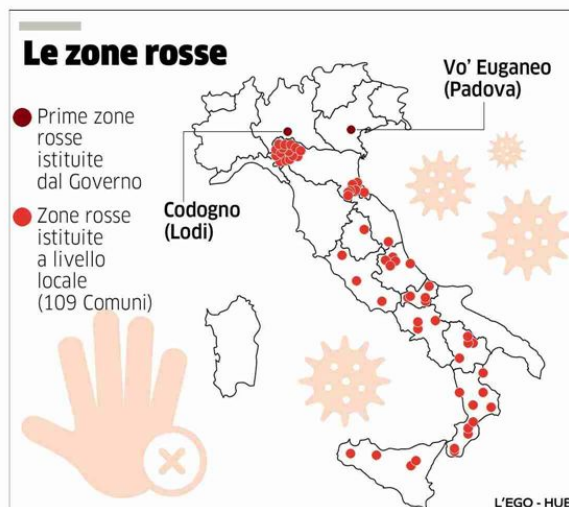 Le zone rosse
Prime zone
rosse
istituite
dal Governo
Zone rosse
istituite
a livello
locale
(109 Comuni)
Vo' Euganeo
(Padova)
Codogno
(Lodi)
L'EGO - HUB